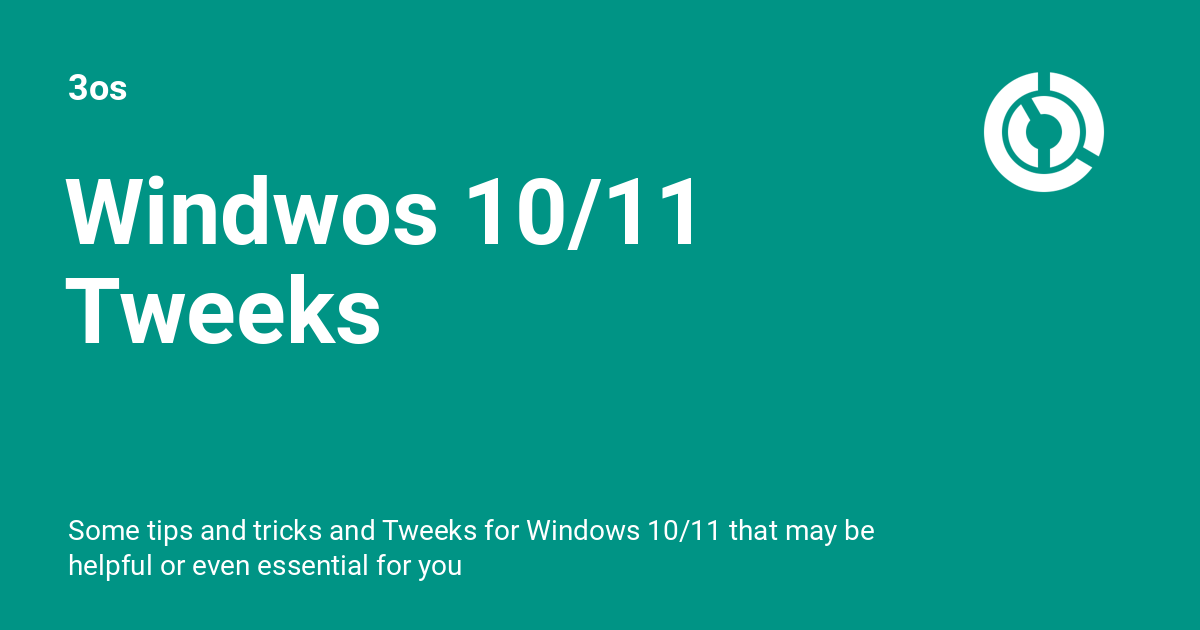 3os
Windwos 10/11
Tweeks
Some tips and tricks and Tweeks for Windows 10/11 that may be
helpful or even essential for you